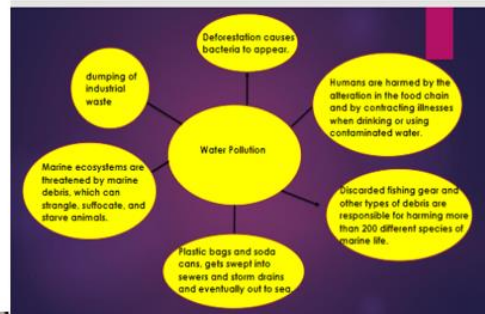 Deforestation causes
bacteria to appear.
dumping of
industrial
waste
Humans are harmed by the
alteration in the food chain
and by contracting illnesses
when drinking or using
contaminated water.
Water Pollution
Marine ecosystems are
threatened by marine
debris, which can
strangle, suffocate, and
starve animals.
Discarded fishing gear and
other types of debris are
responsible for harming more
than 200 different species of
marine life.
Plastic bags and soda
cans, gets swept into
sewers and storm drains
and eventually out to sea.